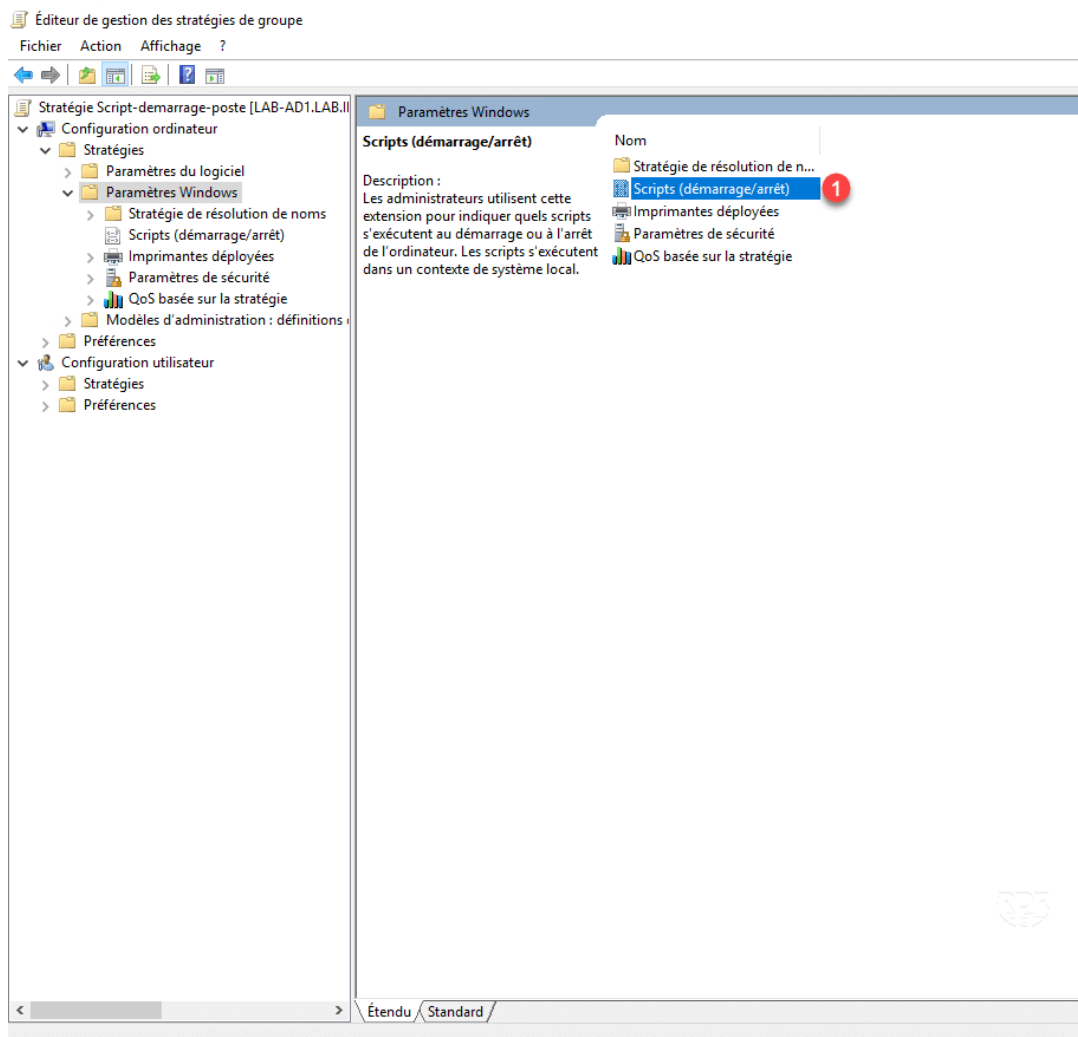 Éditeur de gestion des stratégies de groupe
Fichier Action Affichage ?
Stratégie Script-demarrage-poste [LAB-AD1.LAB.II
Configuration ordinateur
Stratégies
Paramètres du logiciel
Paramètres Windows
Stratégie de résolution de noms
Scripts (démarrage/arrêt)
Imprimantes déployées
Paramètres de sécurité
QoS basée sur la stratégie
Modèles d'administration : définitions
Préférences
Configuration utilisateur
Stratégies
Préférences
Paramètres Windows
Scripts (démarrage/arrêt)
Description :
Les administrateurs utilisent cette
extension pour indiquer quels scripts
s'exécutent au démarrage ou à l'arrêt
de l'ordinateur. Les scripts s'exécutent
dans un contexte de système local.
Nom
Stratégie de résolution de n...
Scripts (démarrage/arrêt) 1
Imprimantes déployées
Paramètres de sécurité
QoS basée sur la stratégie
Étendu Standard